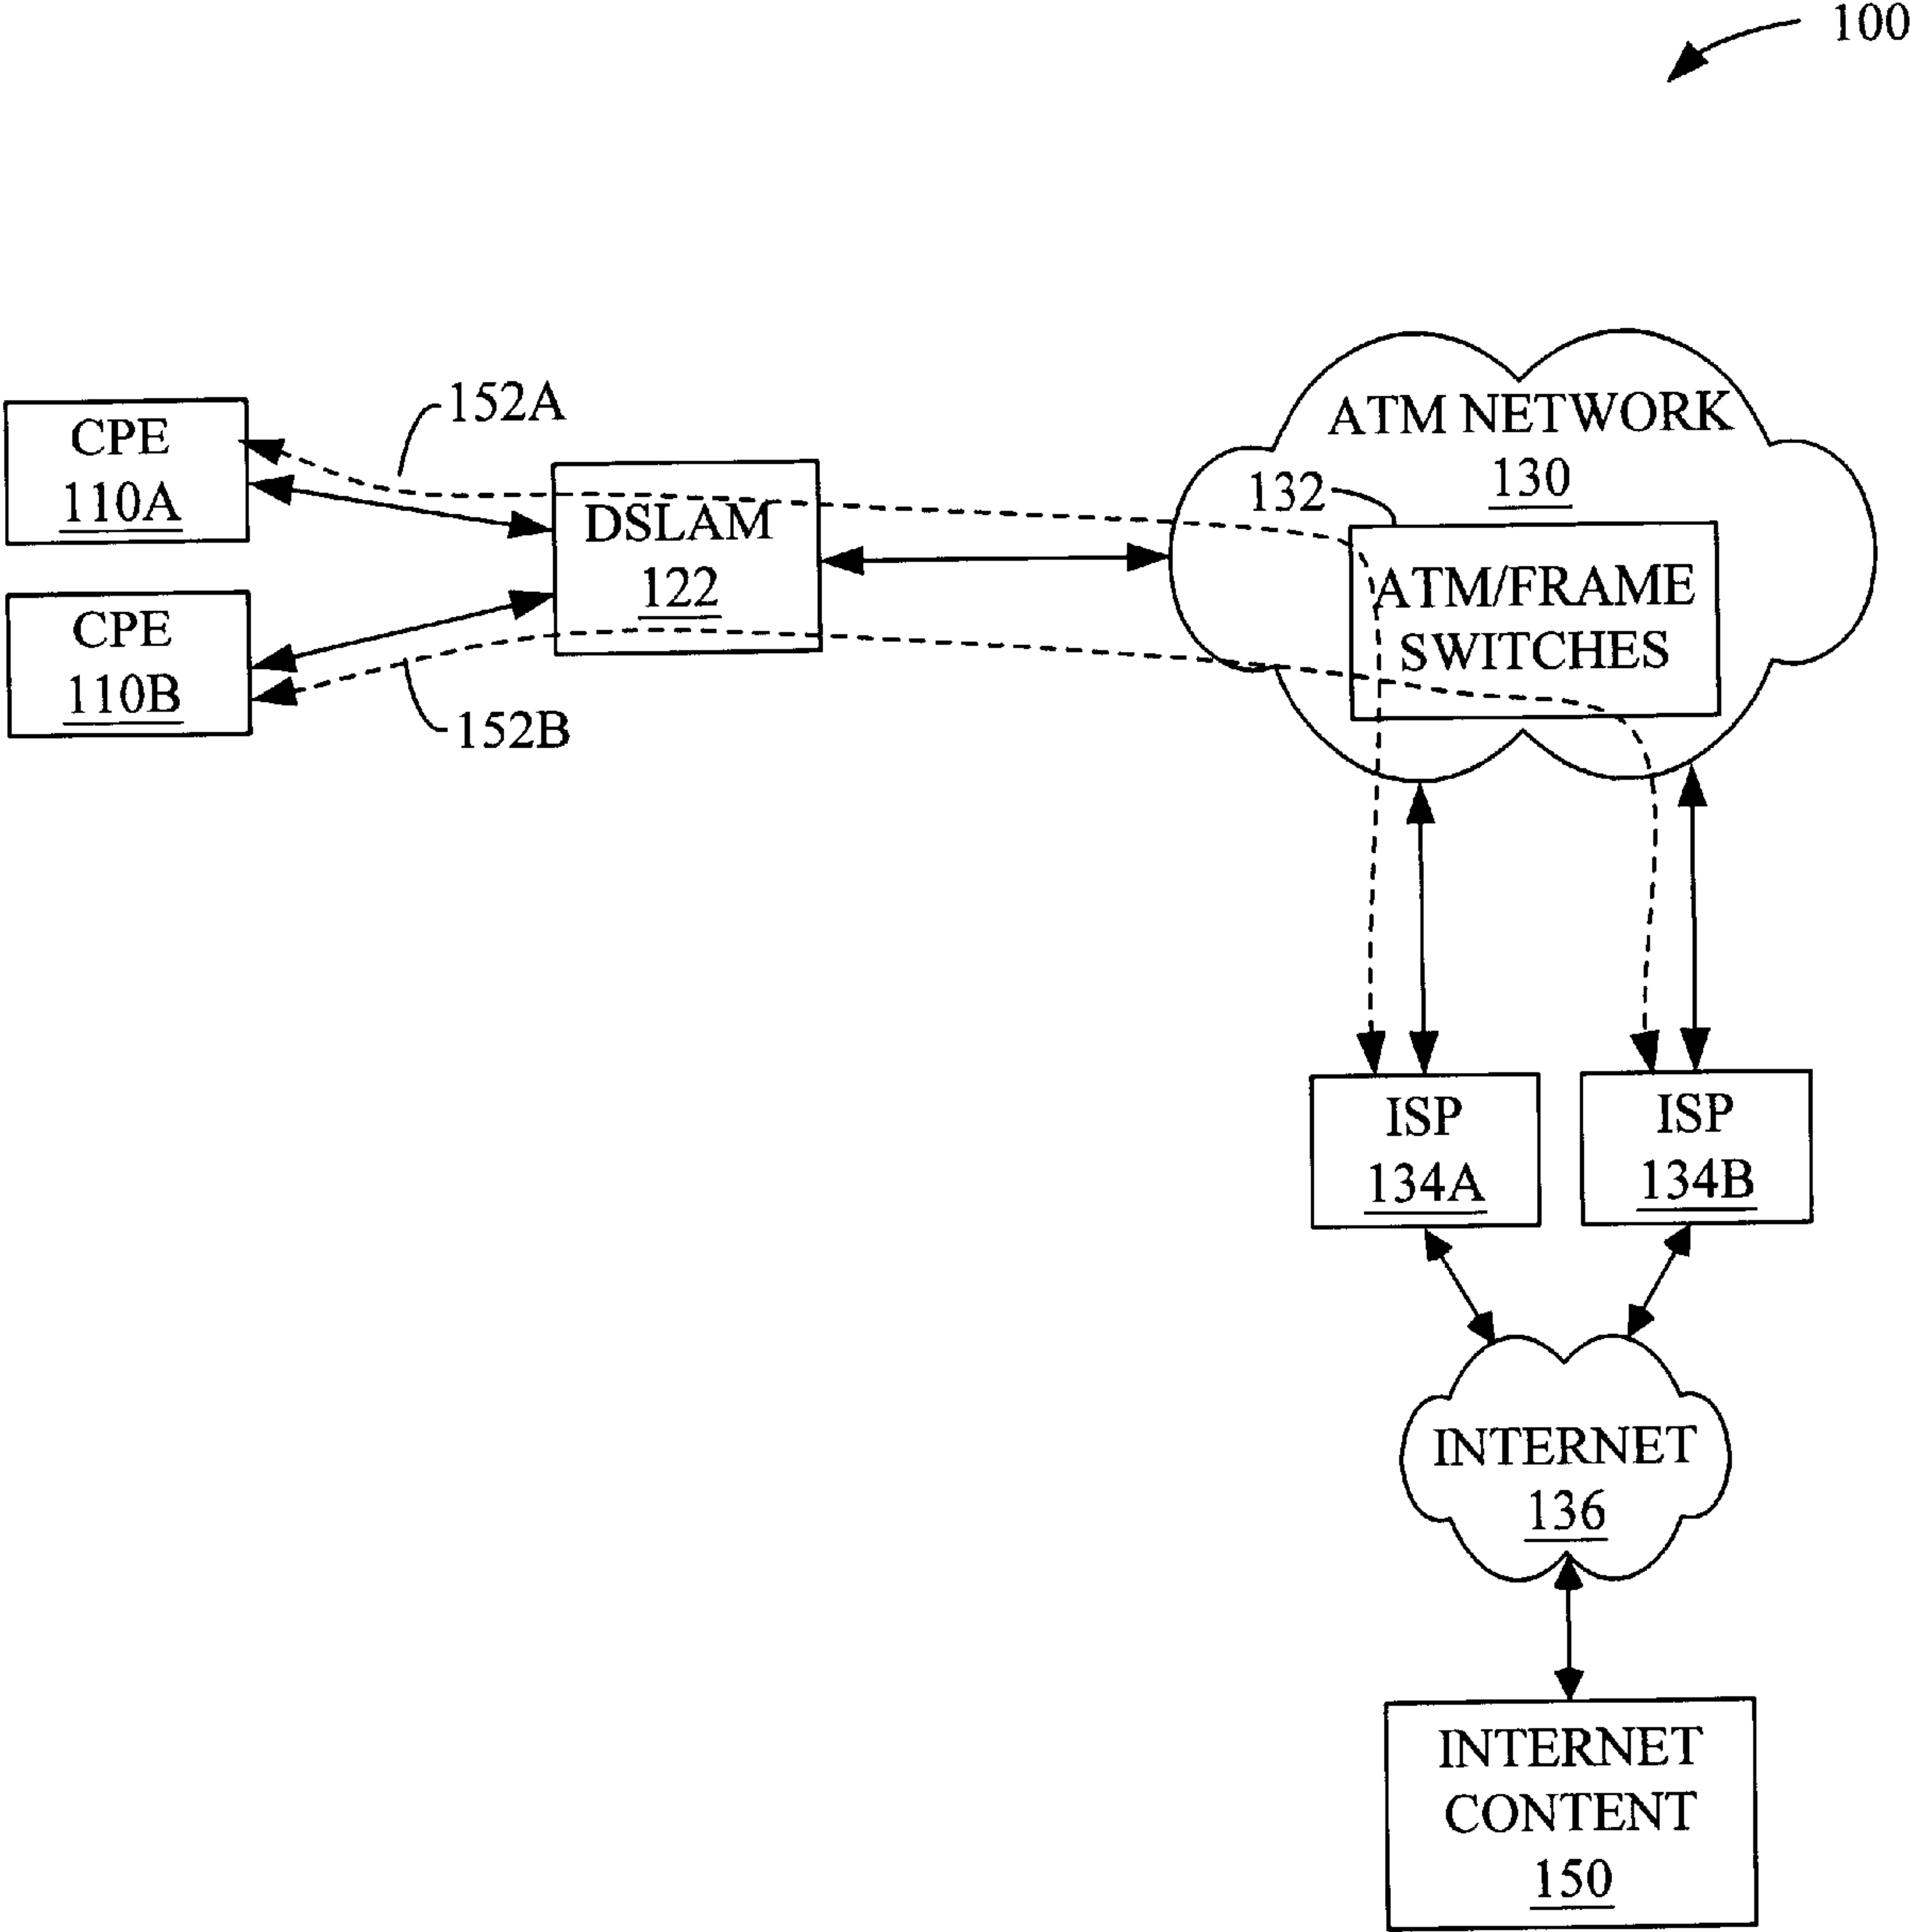 100
CPE
110A
152A
DSLAM
122
CPE
110B
152B
ATM NETWORK
130
132
ATM/FRAME
SWITCHES
ISP
134A
ISP
134B
INTERNET
136
INTERNET
CONTENT
150